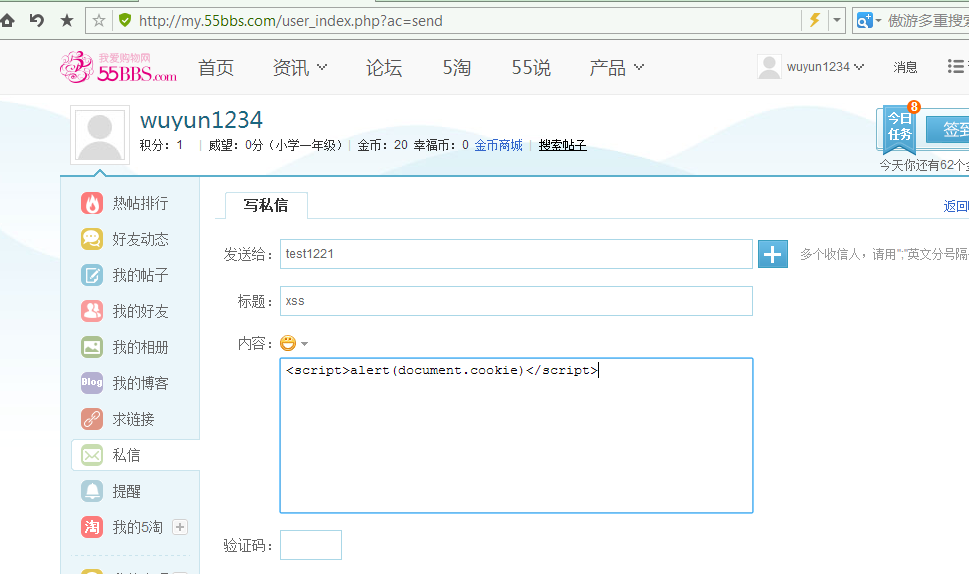 http://my.55bbs.com/user_index.php?ac=send
傲游多重搜索
我爱购物网
55BBS.com
首页 资讯 论坛 5淘 55说 产品
wuyun1234 消息
wuyun1234
积分：1 | 威望：0分（小学一年级） | 金币：20 幸福币：0 金币商城 | 搜索帖子
8
今日
任务
签到
今天你还有62个
热帖排行
好友动态
我的帖子
我的好友
我的相册
Blog 我的博客
求链接
私信
提醒
淘 我的5淘
写私信
返回
发送给： test1221
多个收信人，请用";"英文分号隔
标题： xss
内容：
<script>alert(document.cookie)</script>
验证码：